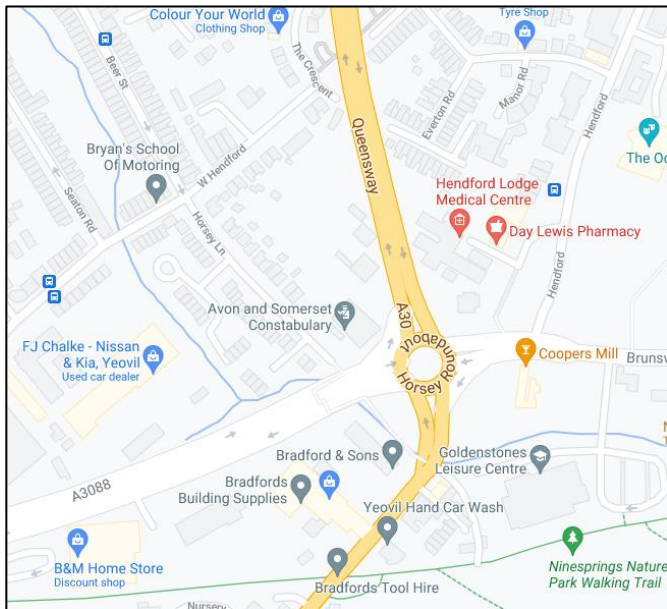 Colour Your World
Clothing Shop
Tyre Shop
Beer St
The Crescent
Manor Rd
Everton Rd
Queensway
Hendford
Bryan's School
Of Motoring
W Hendford
The Oc
Hendford Lodge
Medical Centre
Seaton Rd
Horsey Ln
Day Lewis Pharmacy
Hendford
Avon and Somerset
Constabulary
A30
FJ Chalke - Nissan
& Kia, Yeovil
Used car dealer
Horsey Roundabout
Coopers Mill
Brunsv
Bradford & Sons
Goldenstones
Leisure Centre
A3088
Bradfords
Building Supplies
Yeovil Hand Car Wash
B&M Home Store
Discount shop
Ninesprings Nature
Park Walking Trail
Bradfords Tool Hire
Nursery